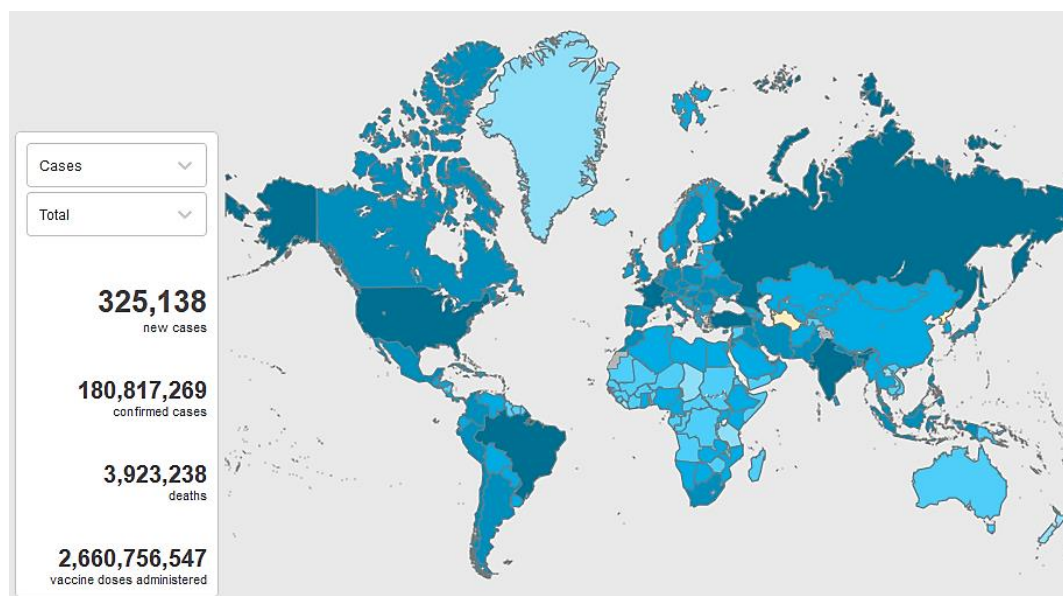 Cases
Total
325,138
new cases
180,817,269
confirmed cases
3,923,238
deaths
2,660,756,547
vaccine doses administered